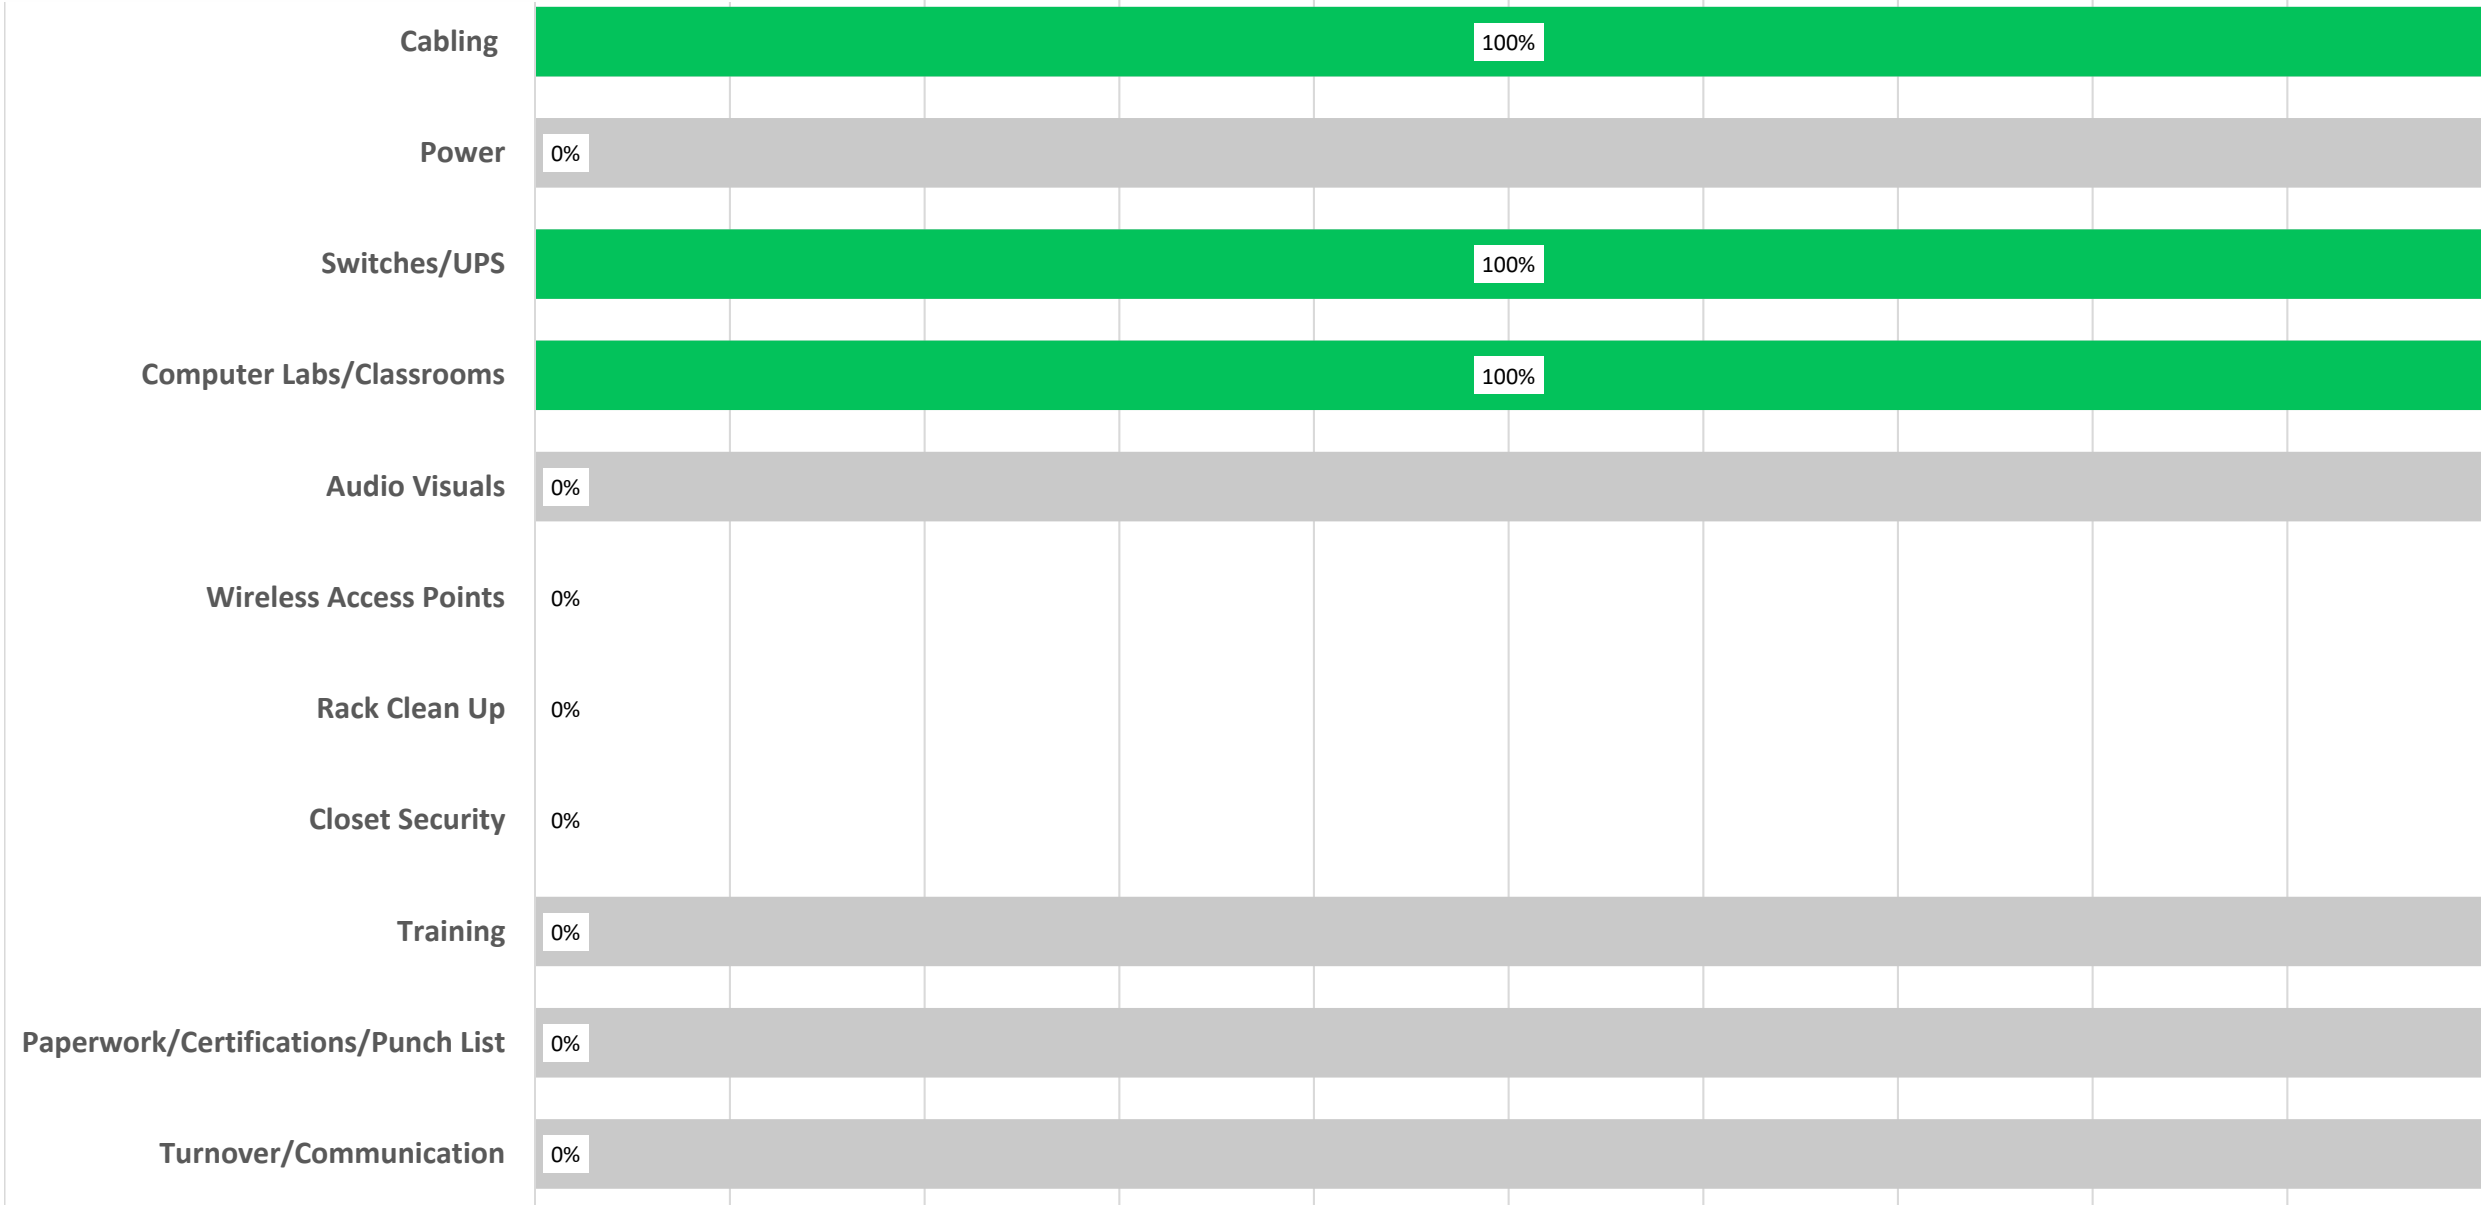 Cabling 100%
Power 0%
Switches/UPS 100%
Computer Labs/Classrooms 100%
Audio Visuals 0%
Wireless Access Points 0%
Rack Clean Up 0%
Closet Security 0%
Training 0%
Paperwork/Certifications/Punch List 0%
Turnover/Communication 0%